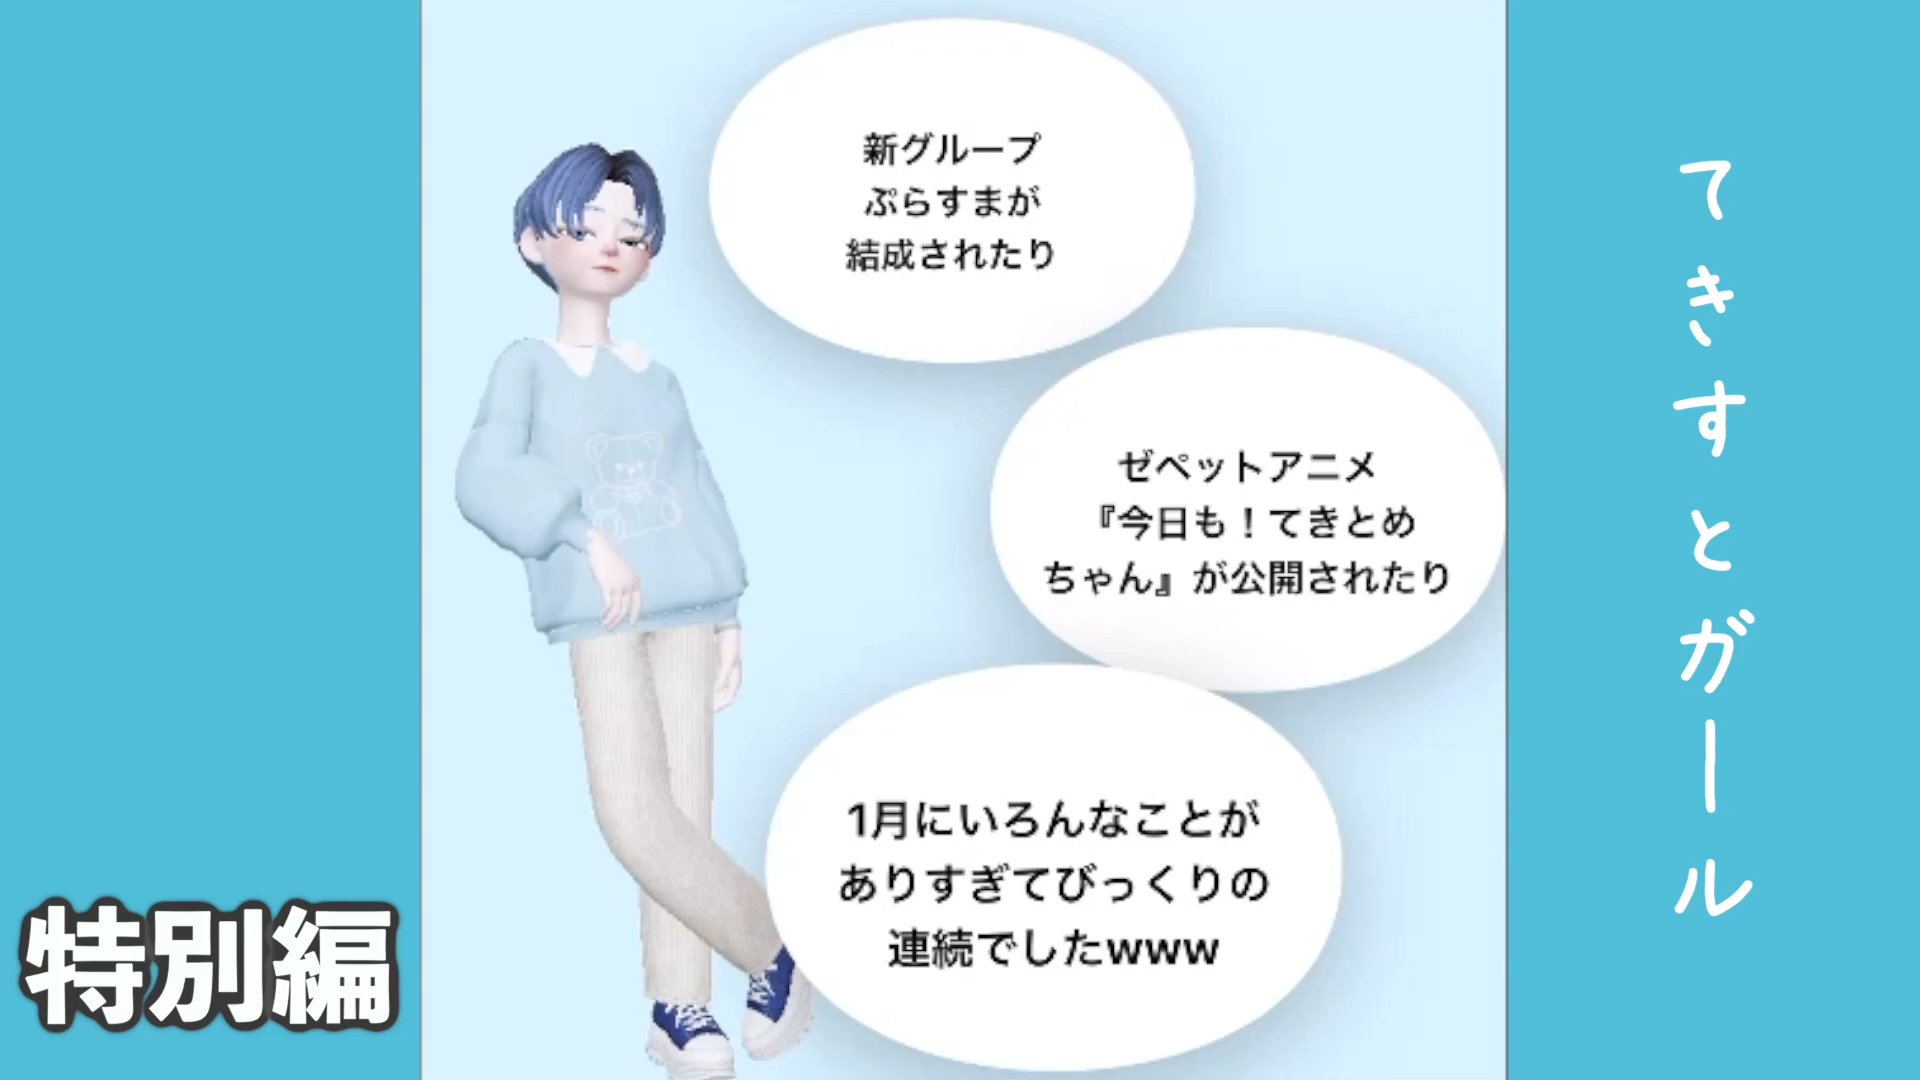 新グループ
ぷらすまが
結成されたり
ゼペットアニメ
『今日も！てきとめ
ちゃん』が公開されたり
1月にいろんなことが
ありすぎてびっくりの
連続でしたwww
てきすとガール
特別編